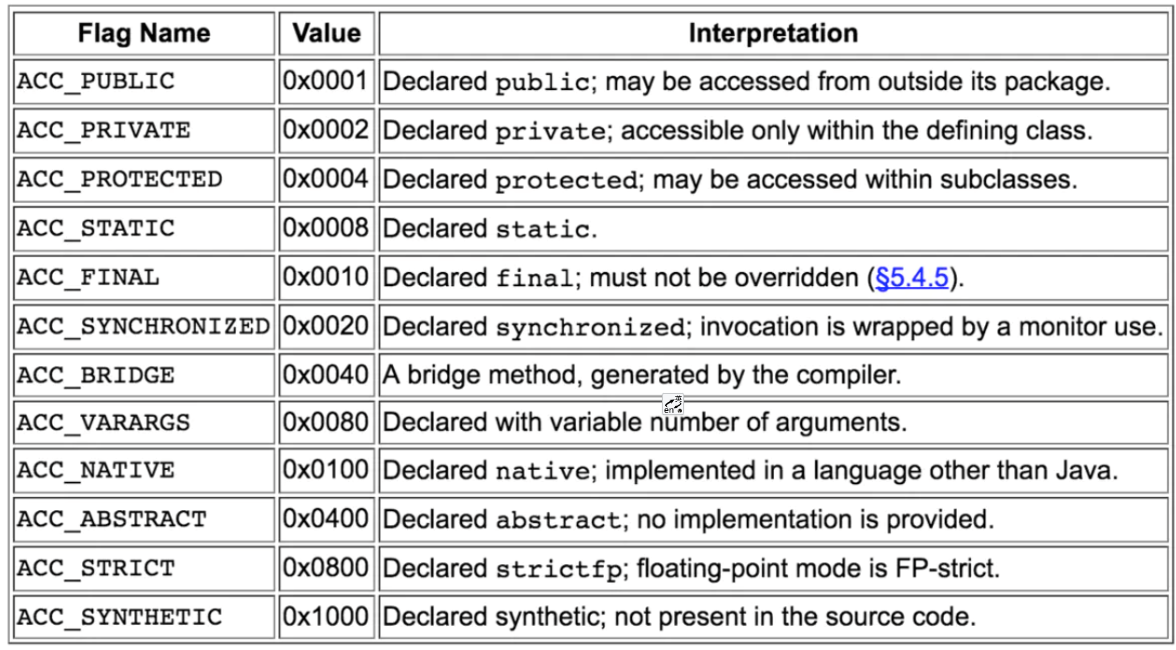 Flag Name Value Interpretation
ACC_PUBLIC 0x0001 Declared public; may be accessed from outside its package.
ACC_PRIVATE 0x0002 Declared private; accessible only within the defining class.
ACC_PROTECTED 0x0004 Declared protected; may be accessed within subclasses.
ACC_STATIC 0x0008 Declared static.
ACC_FINAL 0x0010 Declared final; must not be overridden (§5.4.5).
ACC_SYNCHRONIZED 0x0020 Declared synchronized; invocation is wrapped by a monitor use.
ACC_BRIDGE 0x0040 A bridge method, generated by the compiler.
ACC_VARARGS 0x0080 Declared with variable number of arguments.
ACC_NATIVE 0x0100 Declared native; implemented in a language other than Java.
ACC_ABSTRACT 0x0400 Declared abstract; no implementation is provided.
ACC_STRICT 0x0800 Declared strictfp; floating-point mode is FP-strict.
ACC_SYNTHETIC 0x1000 Declared synthetic; not present in the source code.